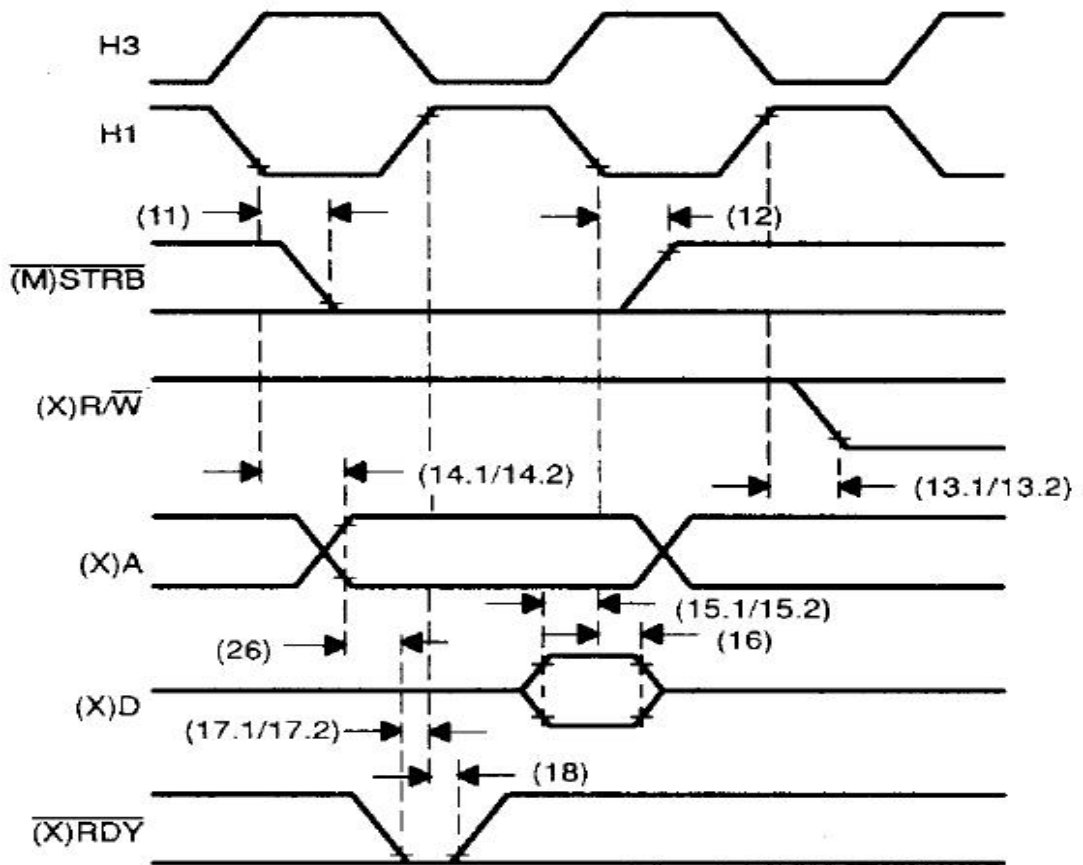 H3
H1
(11)
(12)
(M)STRB
(X)R/W
(14.1/14.2)
(13.1/13.2)
(X)A
(15.1/15.2)
(16)
(26)
(X)D
(17.1/17.2)
(18)
(X)RDY